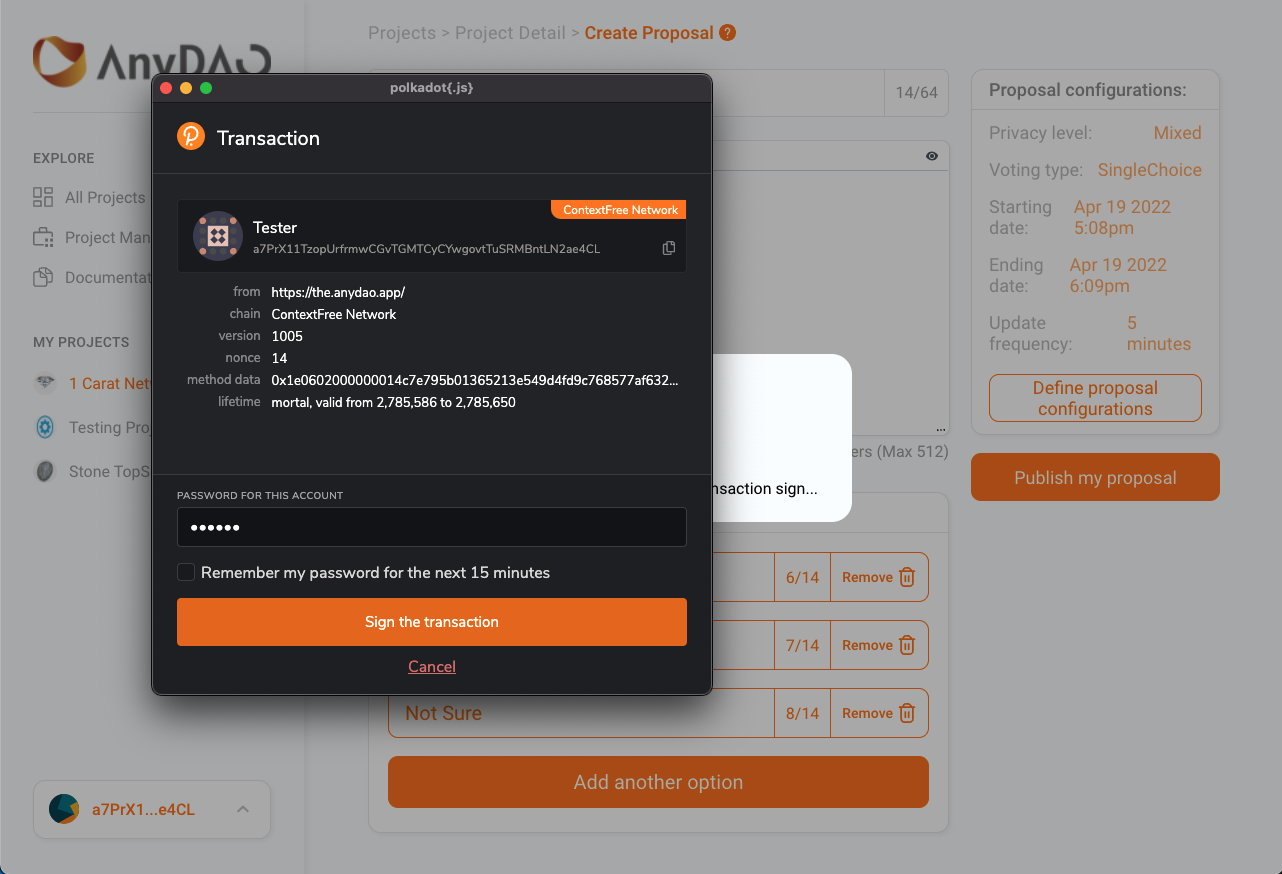 AnyDAO
Projects > Project Detail > Create Proposal ?
EXPLORE
All Projects
Project
Documentat
MY PROJECTS
1 Carat
Testing
Stone
a7PrX1...e4CL
polkadot{.js}
Transaction
ContextFree Network
Tester
a7PrX11TzopUrfrmwCGvTGMTCyCYwgovtTuSRMBntLN2ae4CL
from https://the.anydao.app/
chain ContextFree Network
version 1005
nonce 14
method data 0x1e0602000000014c7e795b01365213e549d4fd9c768577af632...
lifetime mortal, valid from 2,785,586 to 2,785,650
PASSWORD FOR THIS ACCOUNT
Remember my password for the next 15 minutes
Sign the transaction
Cancel
14/64
...
ers (Max 512)
nsaction sign...
6/14 Remove
7/14 Remove
Not Sure 8/14 Remove
Add another option
Proposal configurations:
Privacy level: Mixed
Voting type: SingleChoice
Starting date: Apr 19 2022
5:08pm
Ending date: Apr 19 2022
6:09pm
Update frequency: 5
minutes
Define proposal
configurations
Publish my proposal